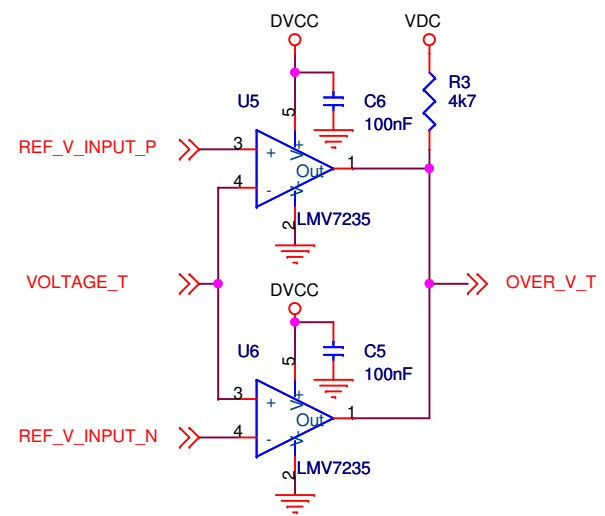 DVCC
VDC
R3
4k7
U5
C6
100nF
5
REF_V_INPUT_P
3
+
V+
1
Out
4
-
V-
2
LMV7235
VOLTAGE_T
OVER_V_T
DVCC
U6
C5
100nF
5
3
+
V+
1
Out
REF_V_INPUT_N
4
-
V-
2
LMV7235